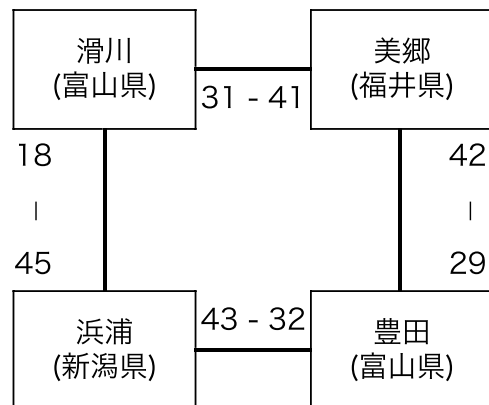 滑川
(富山県)
31 - 41
美郷
(福井県)
18
-
45
42
-
29
浜浦
(新潟県)
43 - 32
豊田
(富山県)